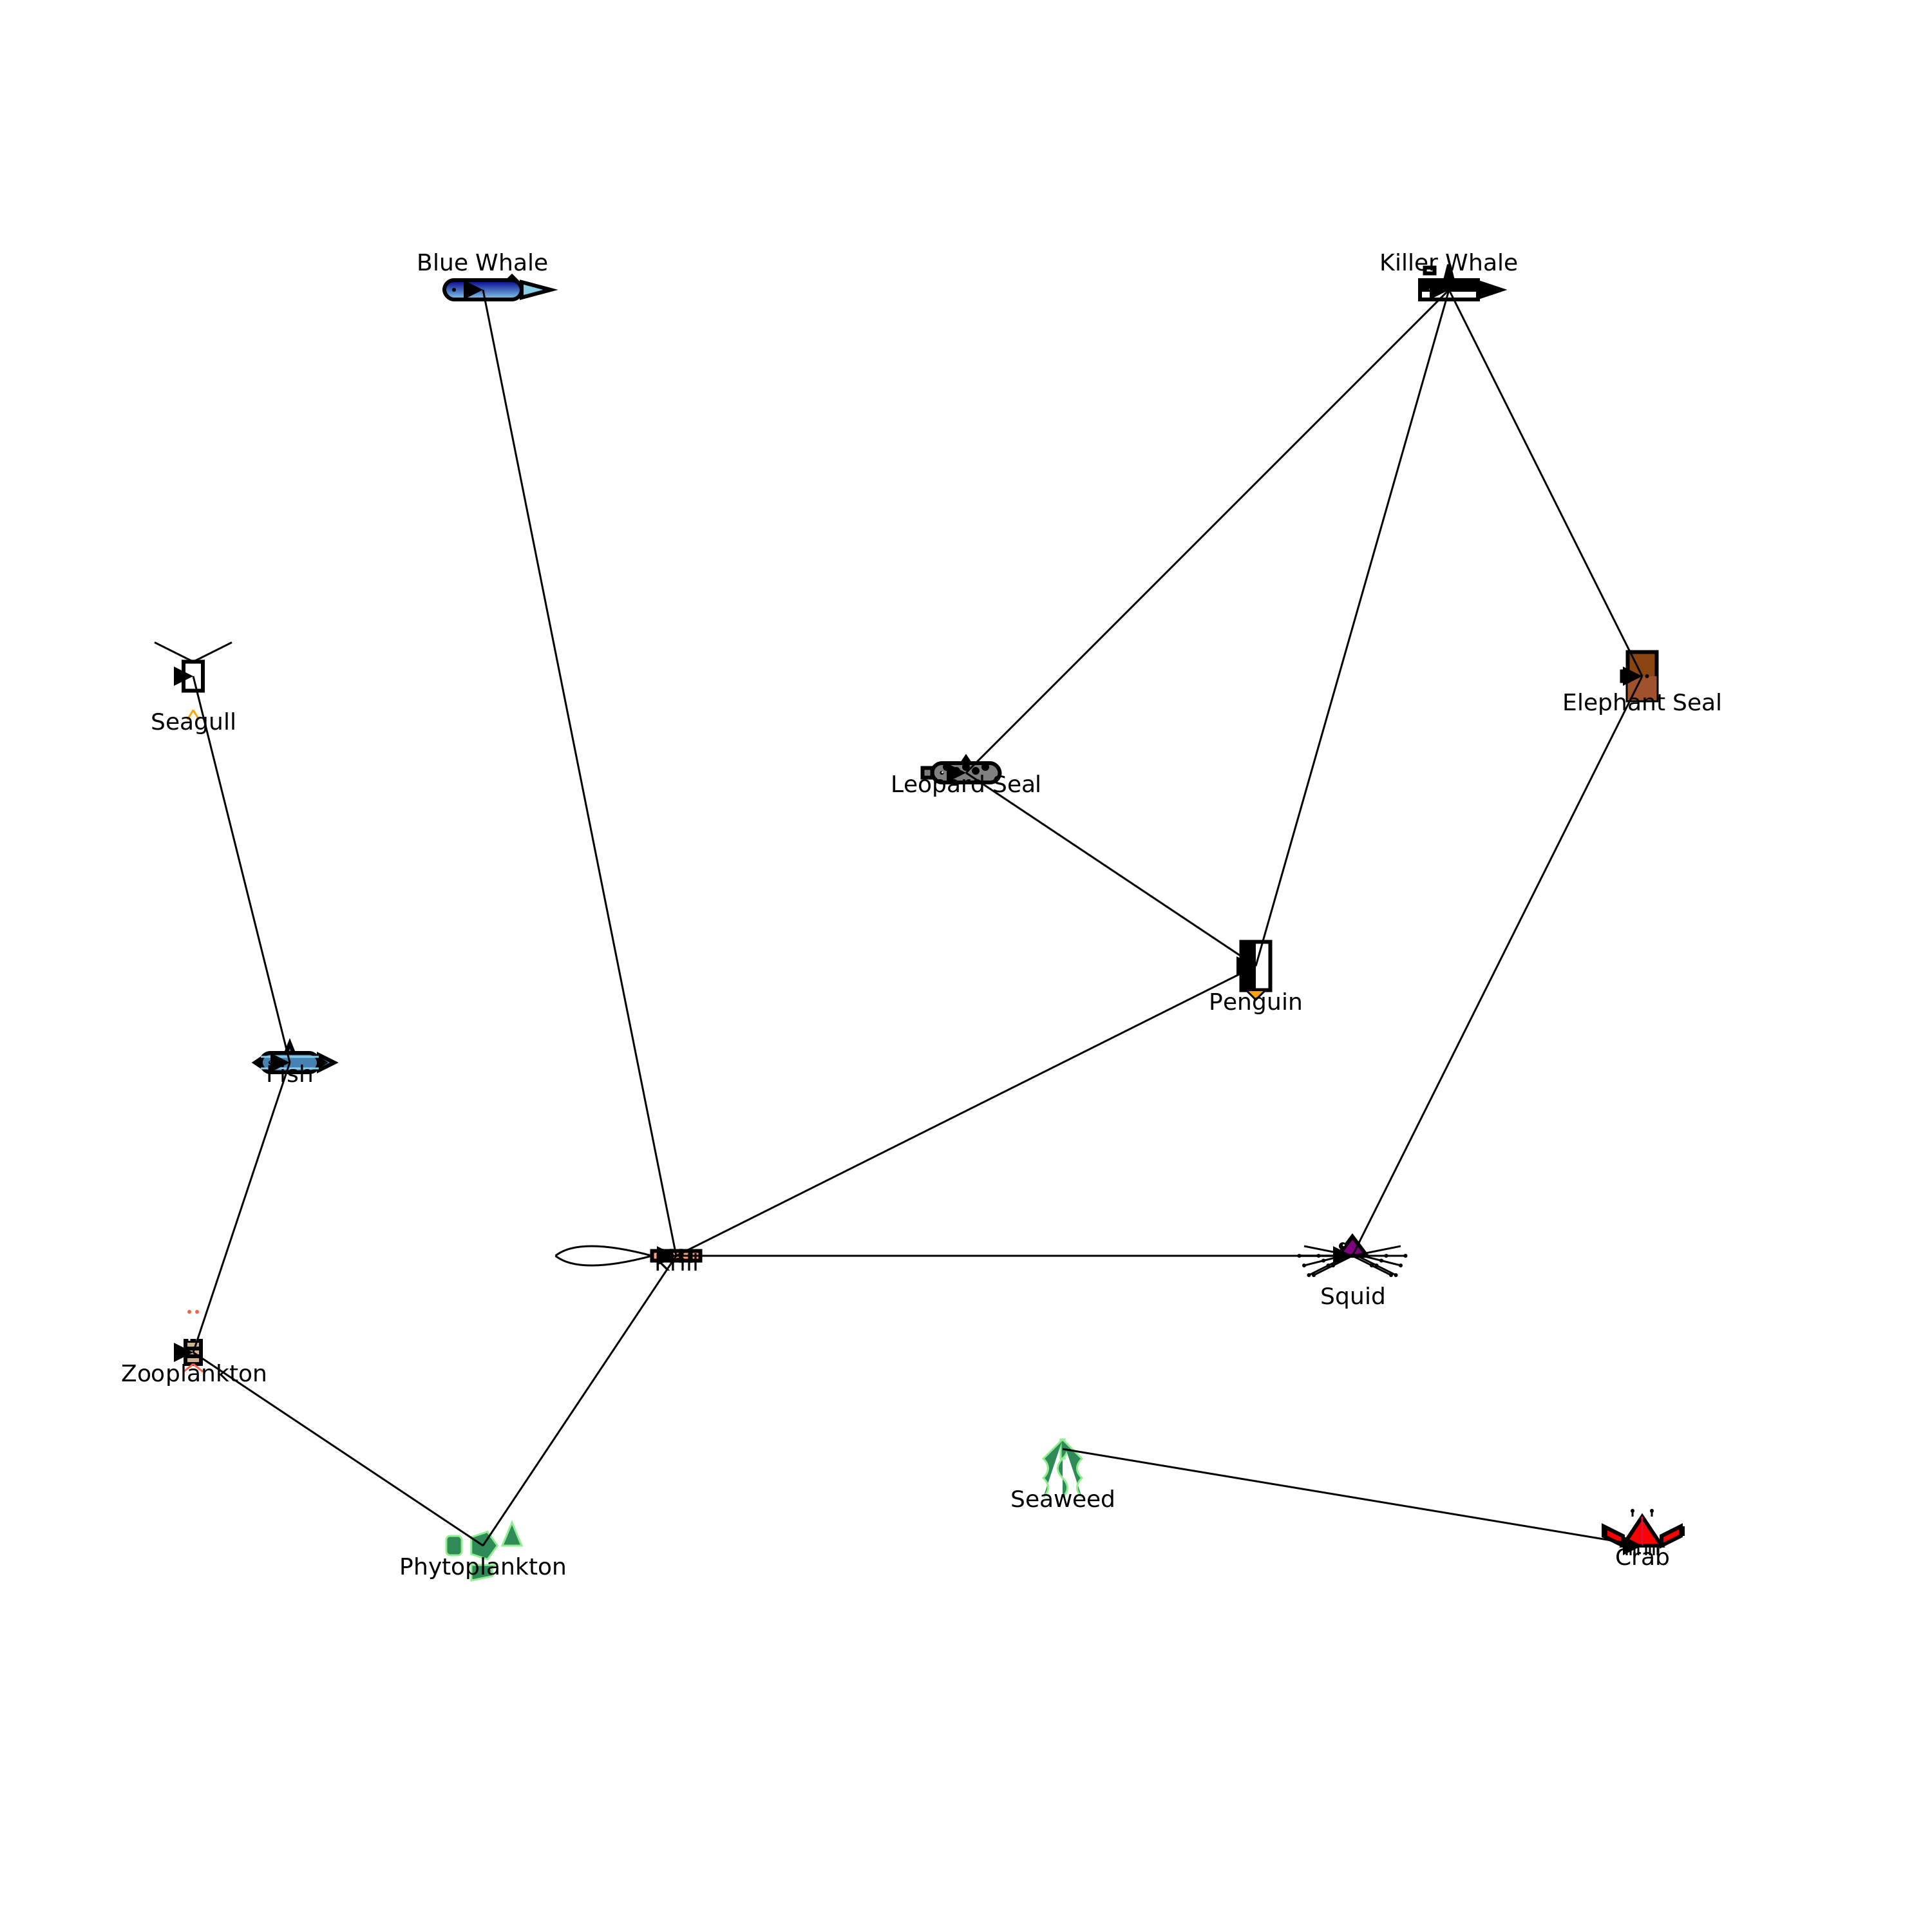 Blue Whale
Killer Whale
Seagull
Elephant Seal
Leopard Seal
Penguin
Fish
Krill
Squid
Zooplankton
Seaweed
Phytoplankton
Crab